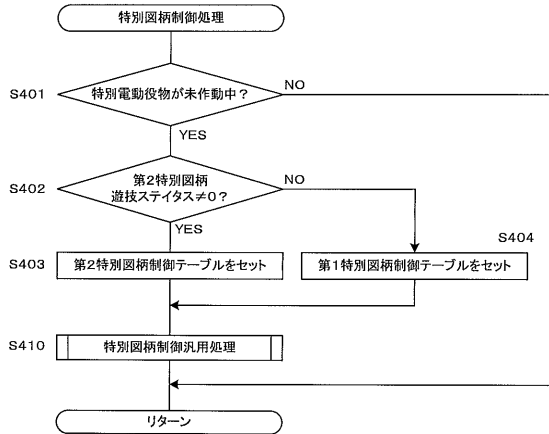 特別図柄制御処理
S401
特別電動役物が未作動中？
NO
YES
S402
第2特別図柄
遊技ステイタス≠0？
NO
YES
S403
第2特別図柄制御テーブルをセット
S404
第1特別図柄制御テーブルをセット
S410
特別図柄制御汎用処理
リターン